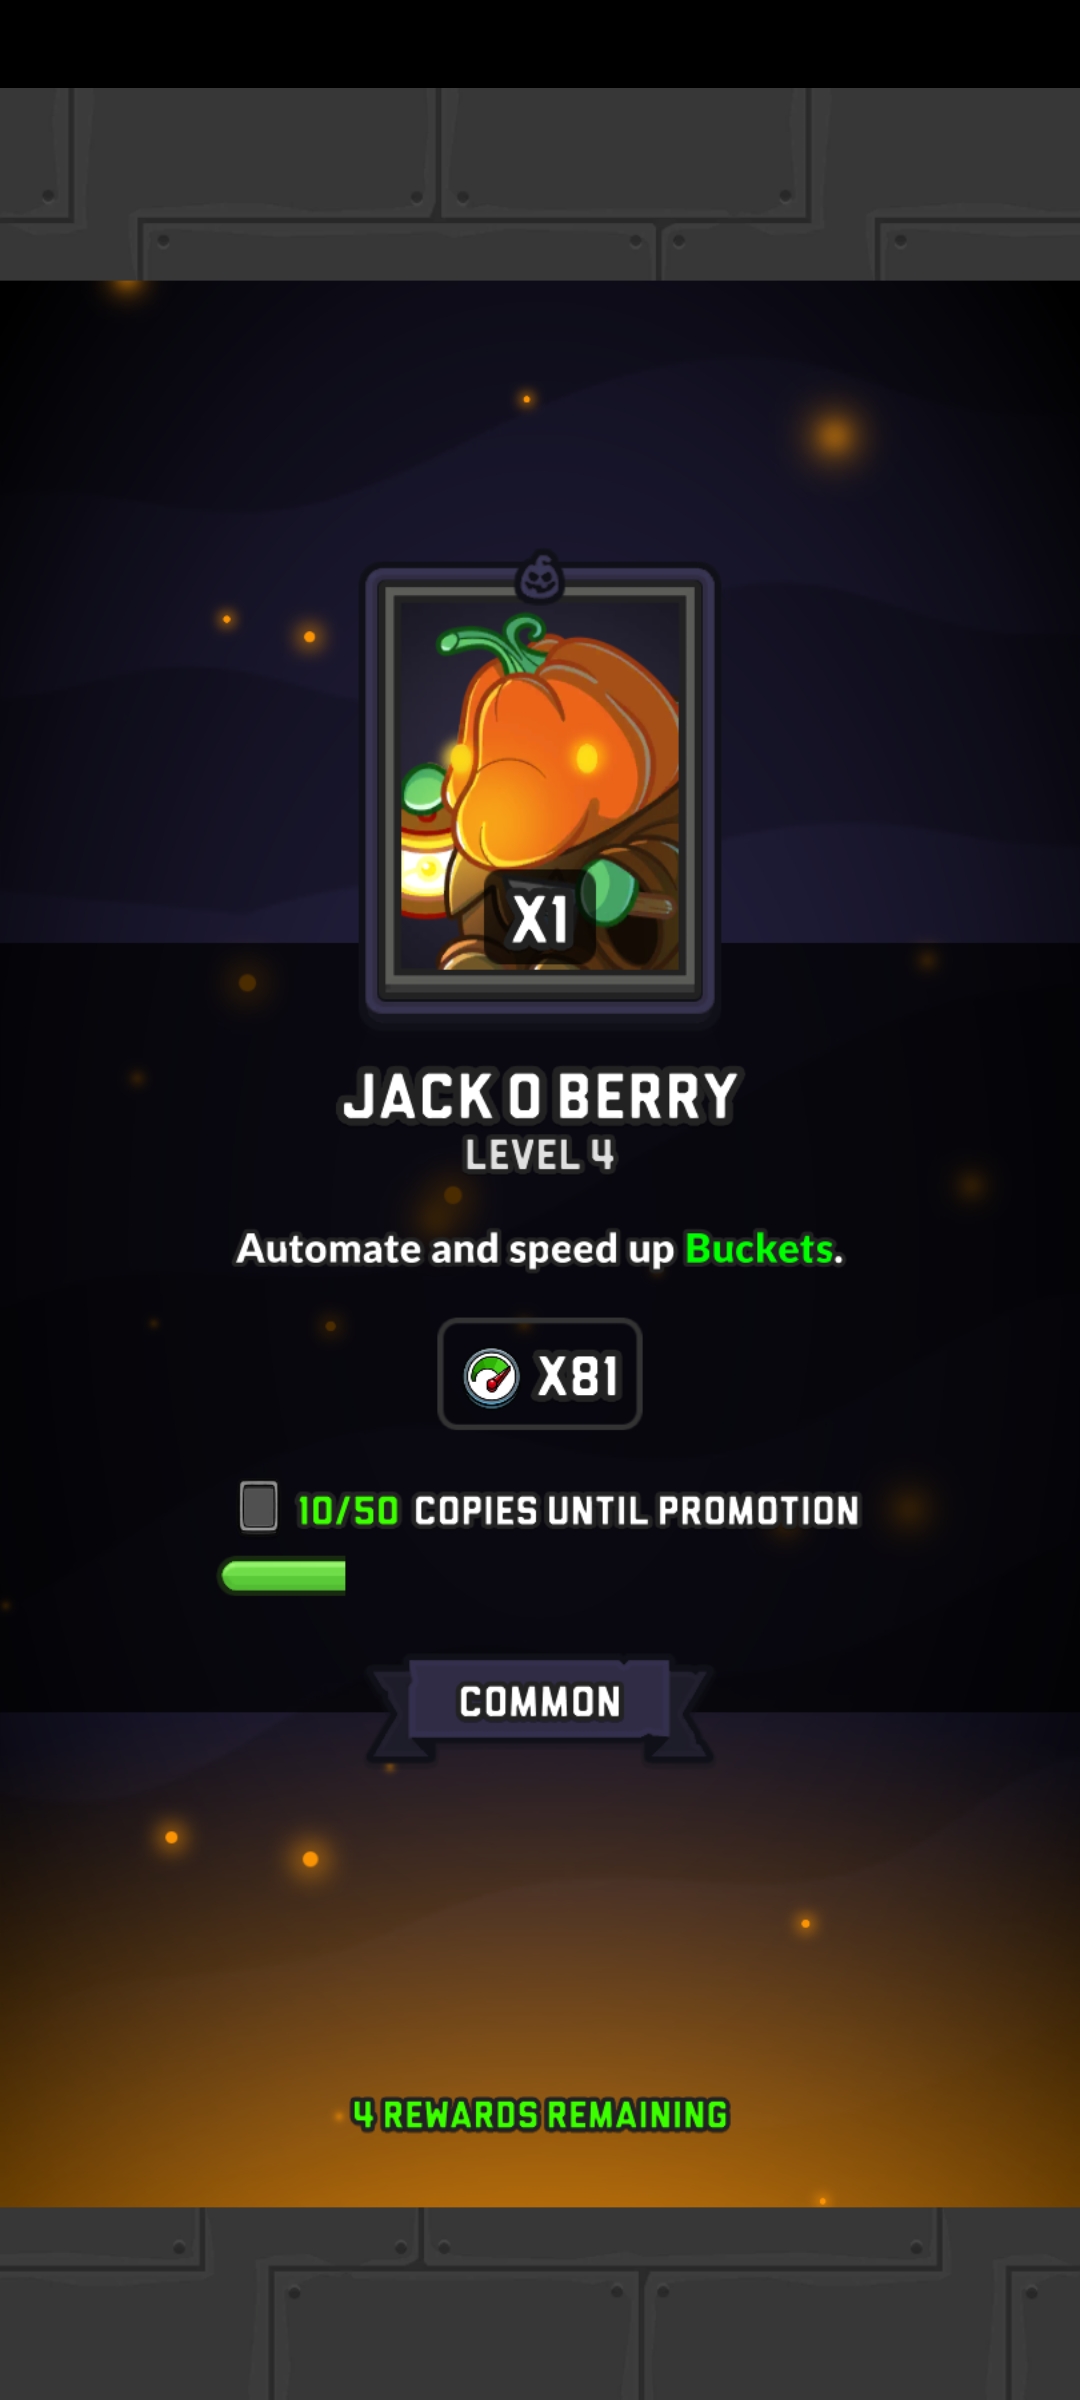 X1
JACK O BERRY
LEVEL 4
Automate and speed up Buckets.
X81
10/50 COPIES UNTIL PROMOTION
COMMON
4 REWARDS REMAINING